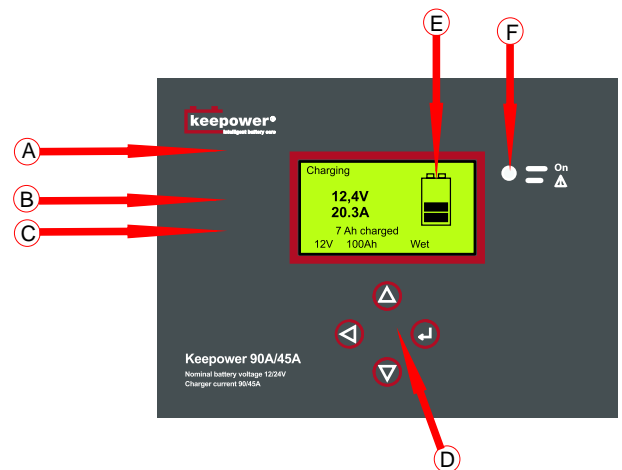 E
F
keepower®
Intelligent battery care
A
On
Charging
12,4V
B
20.3A
C
7 Ah charged
12V 100Ah Wet
Keepower 90A/45A
Nominal battery voltage 12/24V
Charger current 90/45A
D